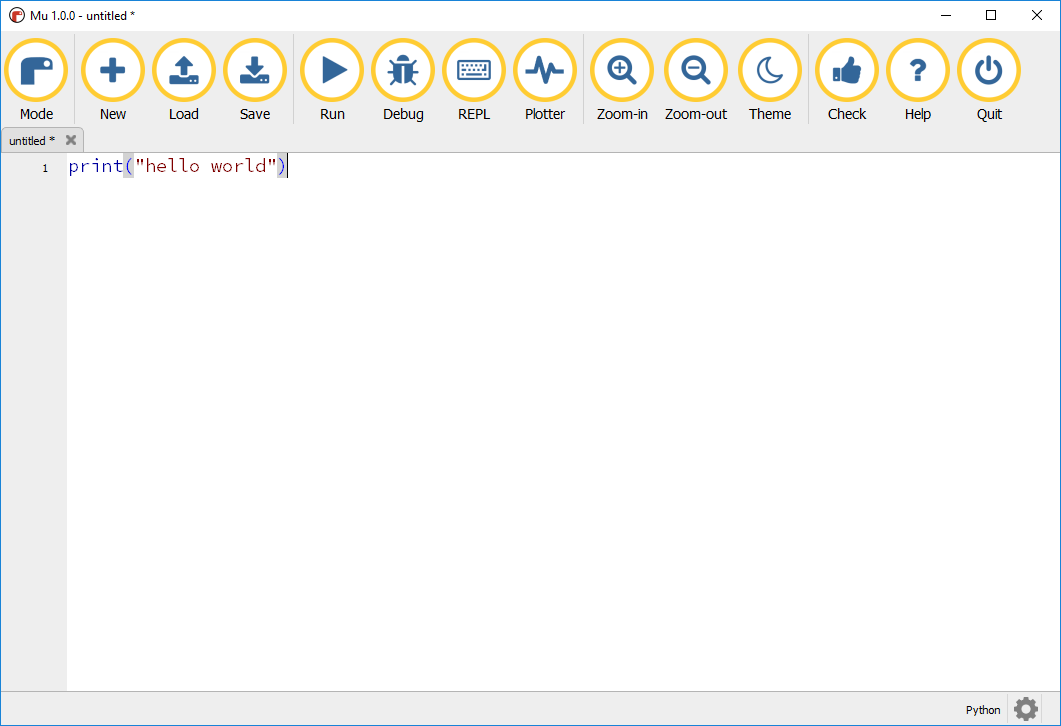 Mu 1.0.0 - untitled *
Mode New Load Save Run Debug REPL Plotter Zoom-in Zoom-out Theme Check Help Quit
untitled *
1 print("hello world")
Python